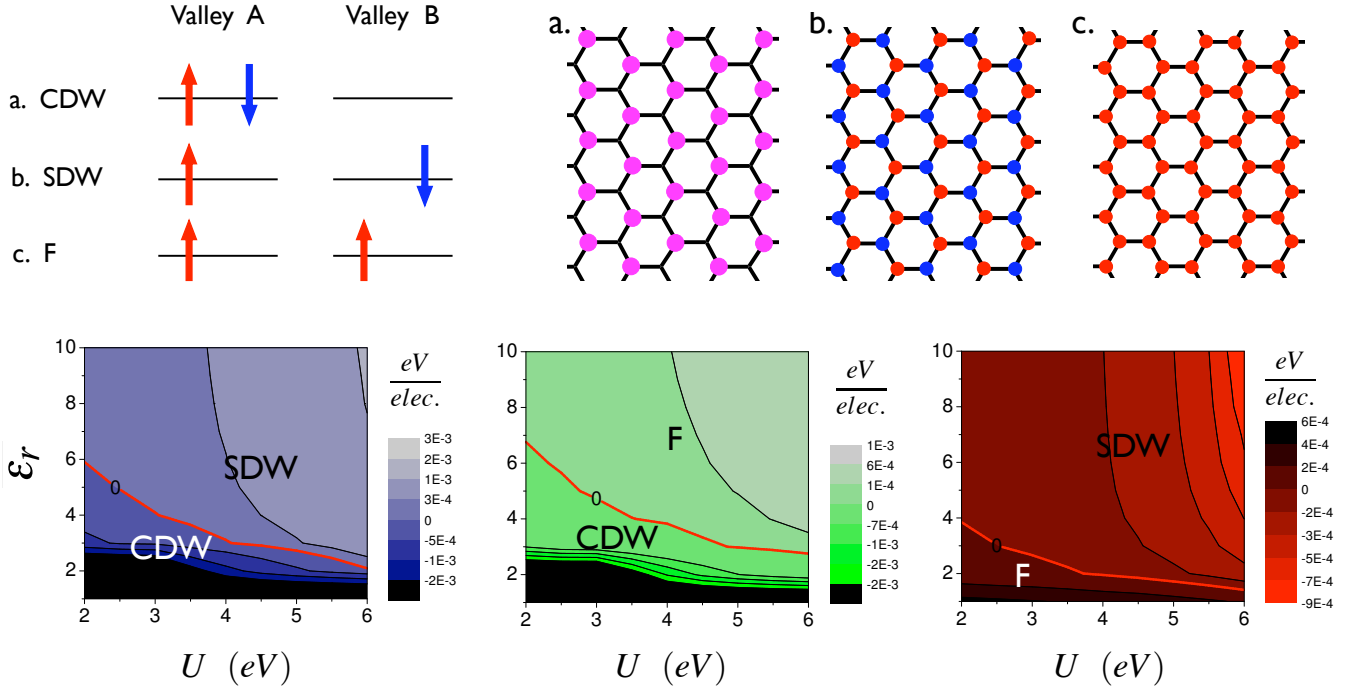 Valley A Valley B
a. CDW
b. SDW
c. F
a. b. c.
10
8
6
4
2
2 3 4 5 6
εr
U (eV)
SDW
0
CDW
eV
elec.
3E-3
2E-3
1E-3
3E-4
0
-5E-4
-1E-3
-2E-3
10
8
6
4
2
2 3 4 5 6
U (eV)
F
0
CDW
eV
elec.
1E-3
6E-4
1E-4
0
-7E-4
-1E-3
-2E-3
-2E-3
10
8
6
4
2
2 3 4 5 6
U (eV)
SDW
0
F
eV
elec.
6E-4
4E-4
2E-4
0
-2E-4
-3E-4
-5E-4
-7E-4
-9E-4